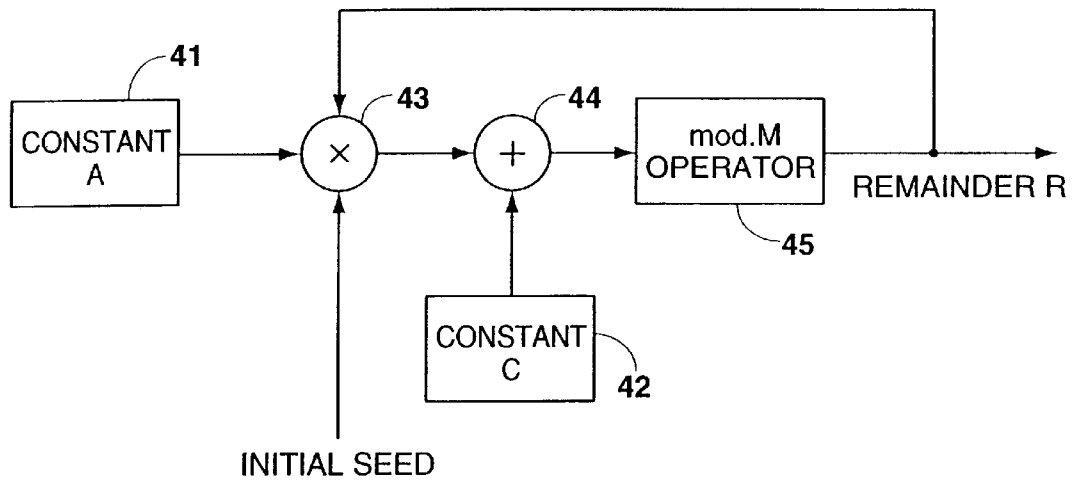 41
CONSTANT
A
43
×
44
+
mod.M
OPERATOR
45
REMAINDER R
CONSTANT
C
42
INITIAL SEED